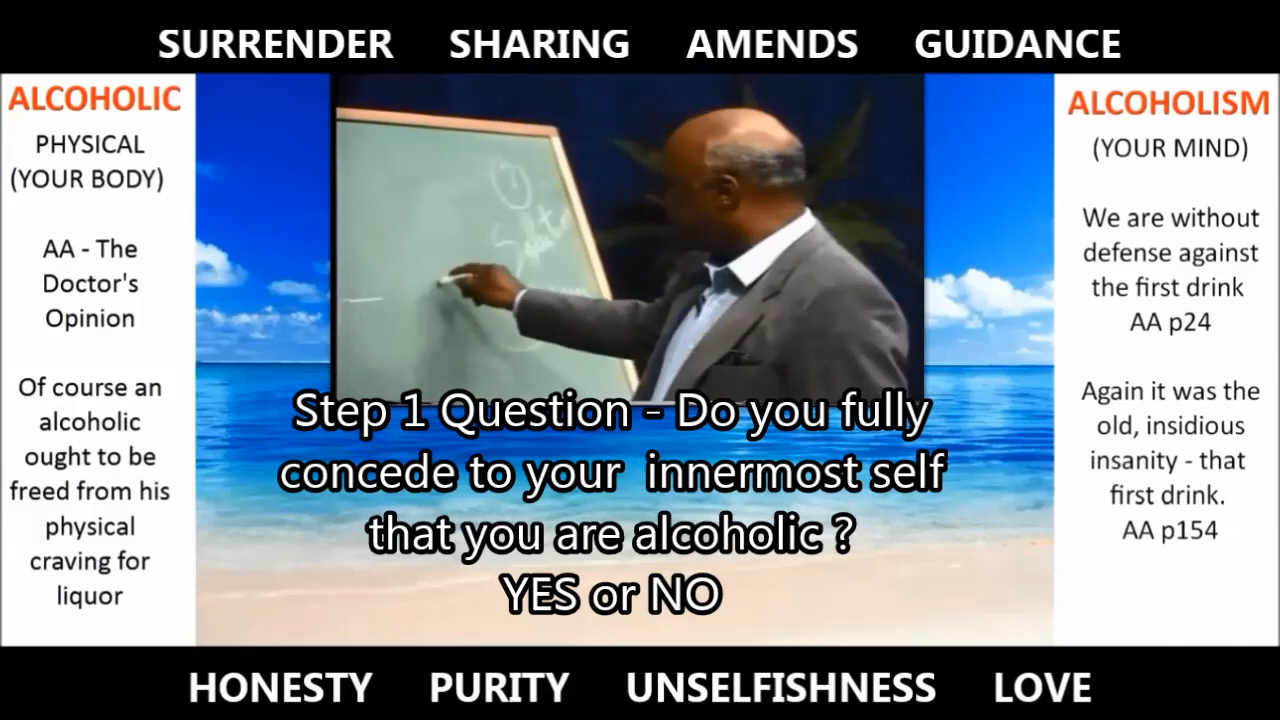 SURRENDER SHARING AMENDS GUIDANCE
ALCOHOLIC
PHYSICAL
(YOUR BODY)
AA - The
Doctor's
Opinion
Of course an
alcoholic
ought to be
freed from his
physical
craving for
liquor
ALCOHOLISM
(YOUR MIND)
We are without
defense against
the first drink
AA p24
Again it was the
old, insidious
insanity - that
first drink.
AA p154
Step 1 Question - Do you fully
concede to your innermost self
that you are alcoholic ?
YES or NO
HONESTY PURITY UNSELFISHNESS LOVE